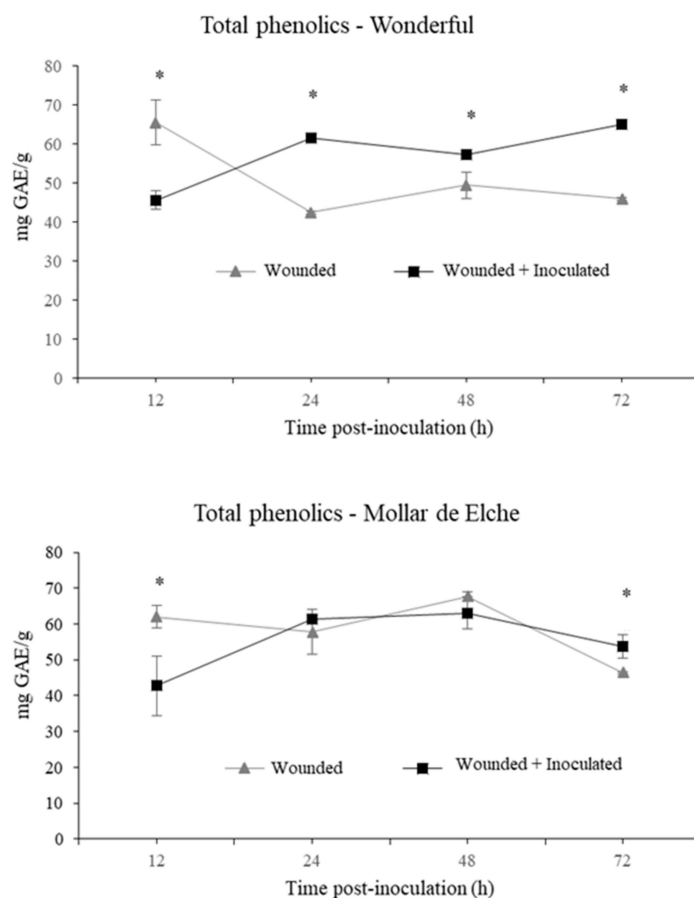 Total phenolics - Wonderful
80
70
60
50
40
30
20
10
0
mg GAE/g
* * * *
Wounded
Wounded + Inoculated
12 24 48 72
Time post-inoculation (h)
Total phenolics - Mollar de Elche
80
70
60
50
40
30
20
10
0
mg GAE/g
* *
Wounded
Wounded + Inoculated
12 24 48 72
Time post-inoculation (h)